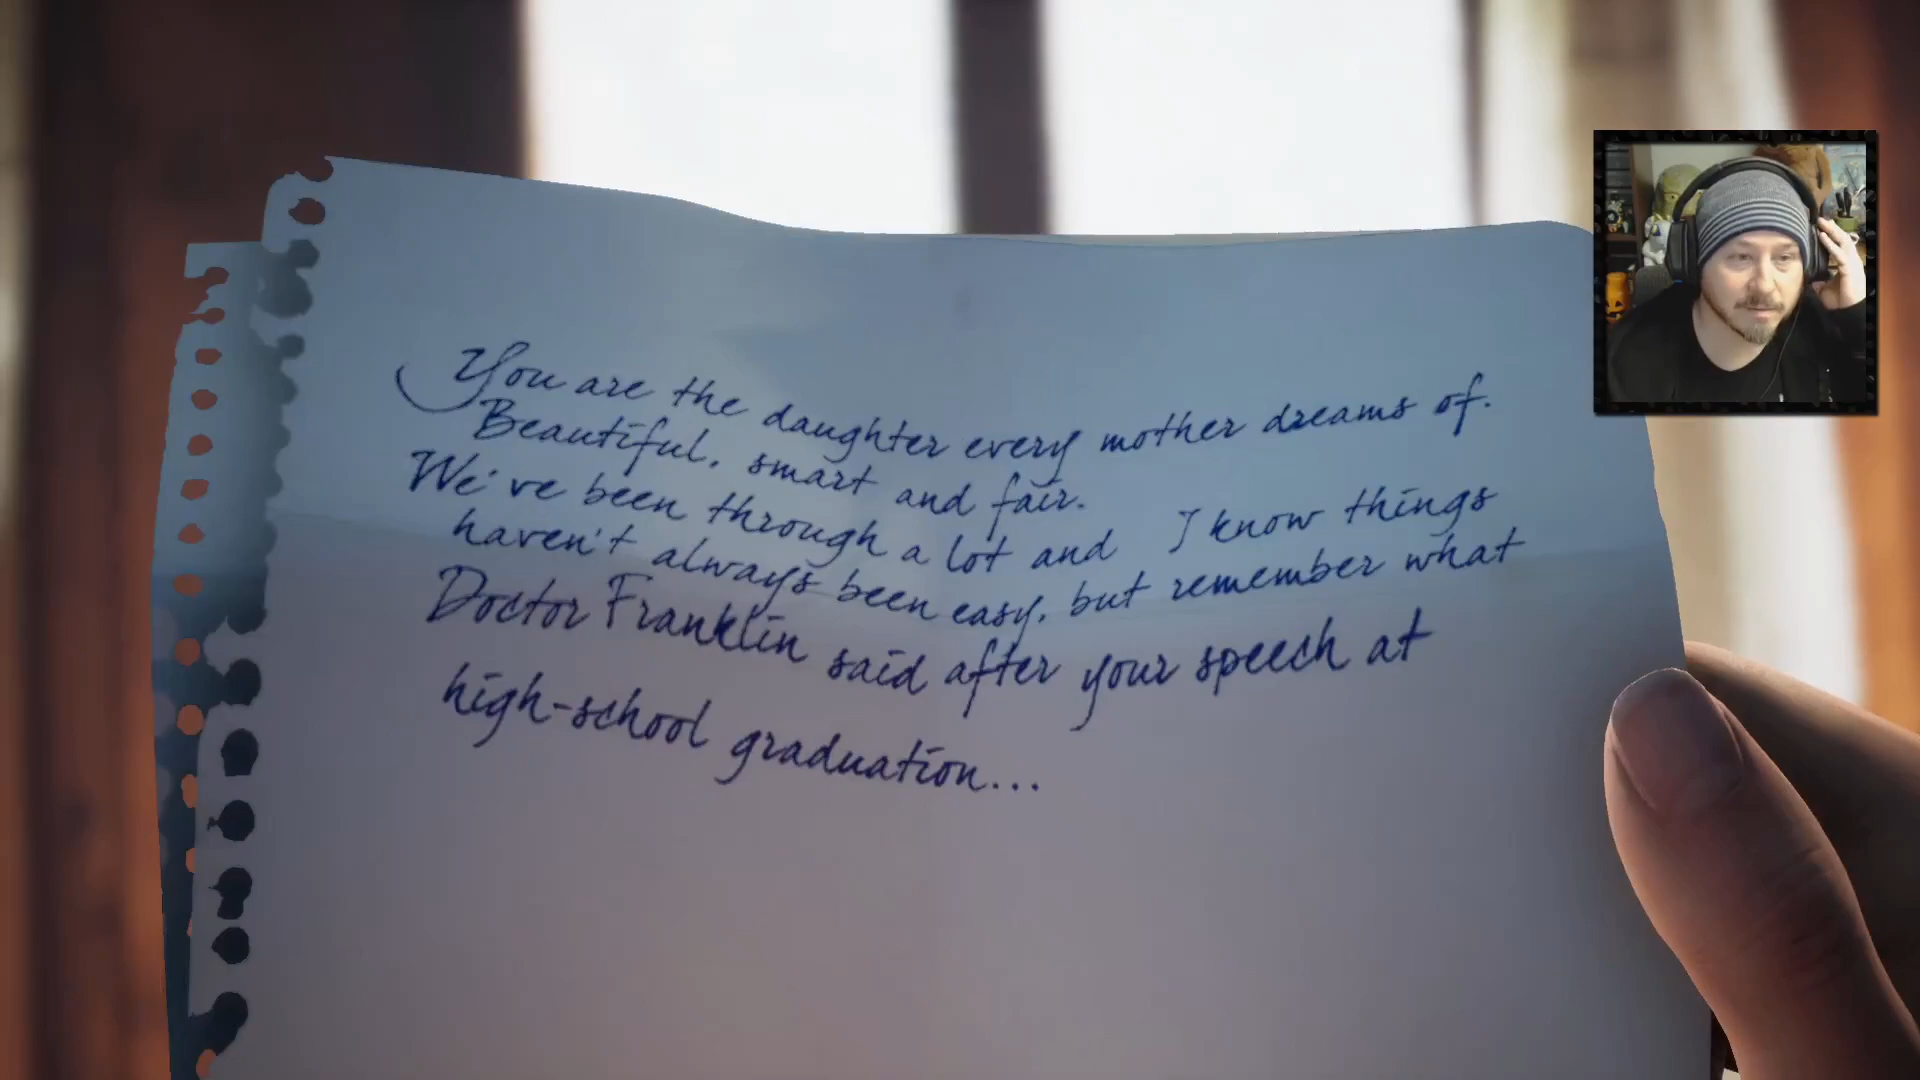 You are the daughter every mother dreams of.
Beautiful, smart and fair.
We've been through a lot and I know things
haven't always been easy, but remember what
Doctor Franklin said after your speech at
high-school graduation...